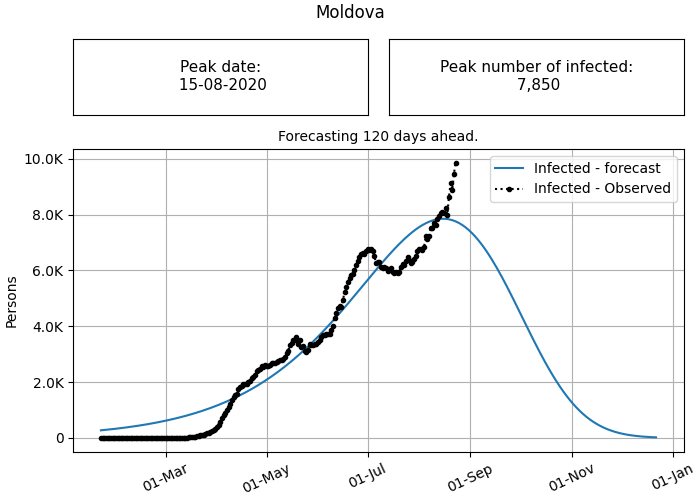 Moldova
Peak date:
15-08-2020
Peak number of infected:
7,850
Forecasting 120 days ahead.
Infected - forecast
Infected - Observed
Persons
10.0K
8.0K
6.0K
4.0K
2.0K
0
01-Mar
01-May
01-Jul
01-Sep
01-Nov
01-Jan